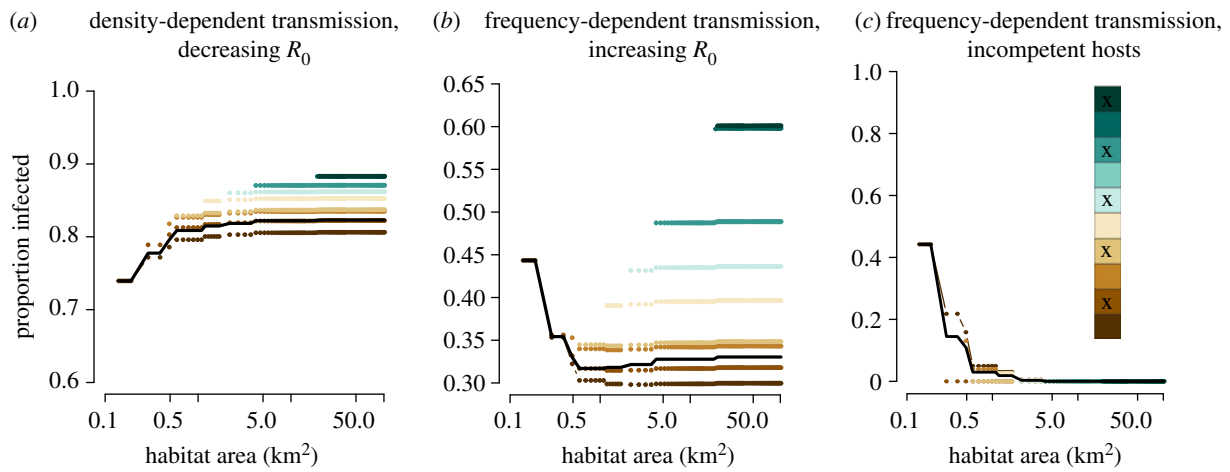 (a) density-dependent transmission,
decreasing R0
(b) frequency-dependent transmission,
increasing R0
(c) frequency-dependent transmission,
incompetent hosts
proportion infected
1.0
0.9
0.8
0.7
0.6
0.1
0.5
5.0
50.0
habitat area (km2)
0.65
0.60
0.55
0.50
0.45
0.40
0.35
0.30
0.1
0.5
5.0
50.0
habitat area (km2)
1.0
0.8
0.6
0.4
0.2
0
x
x
x
x
x
0.1
0.5
5.0
50.0
habitat area (km2)